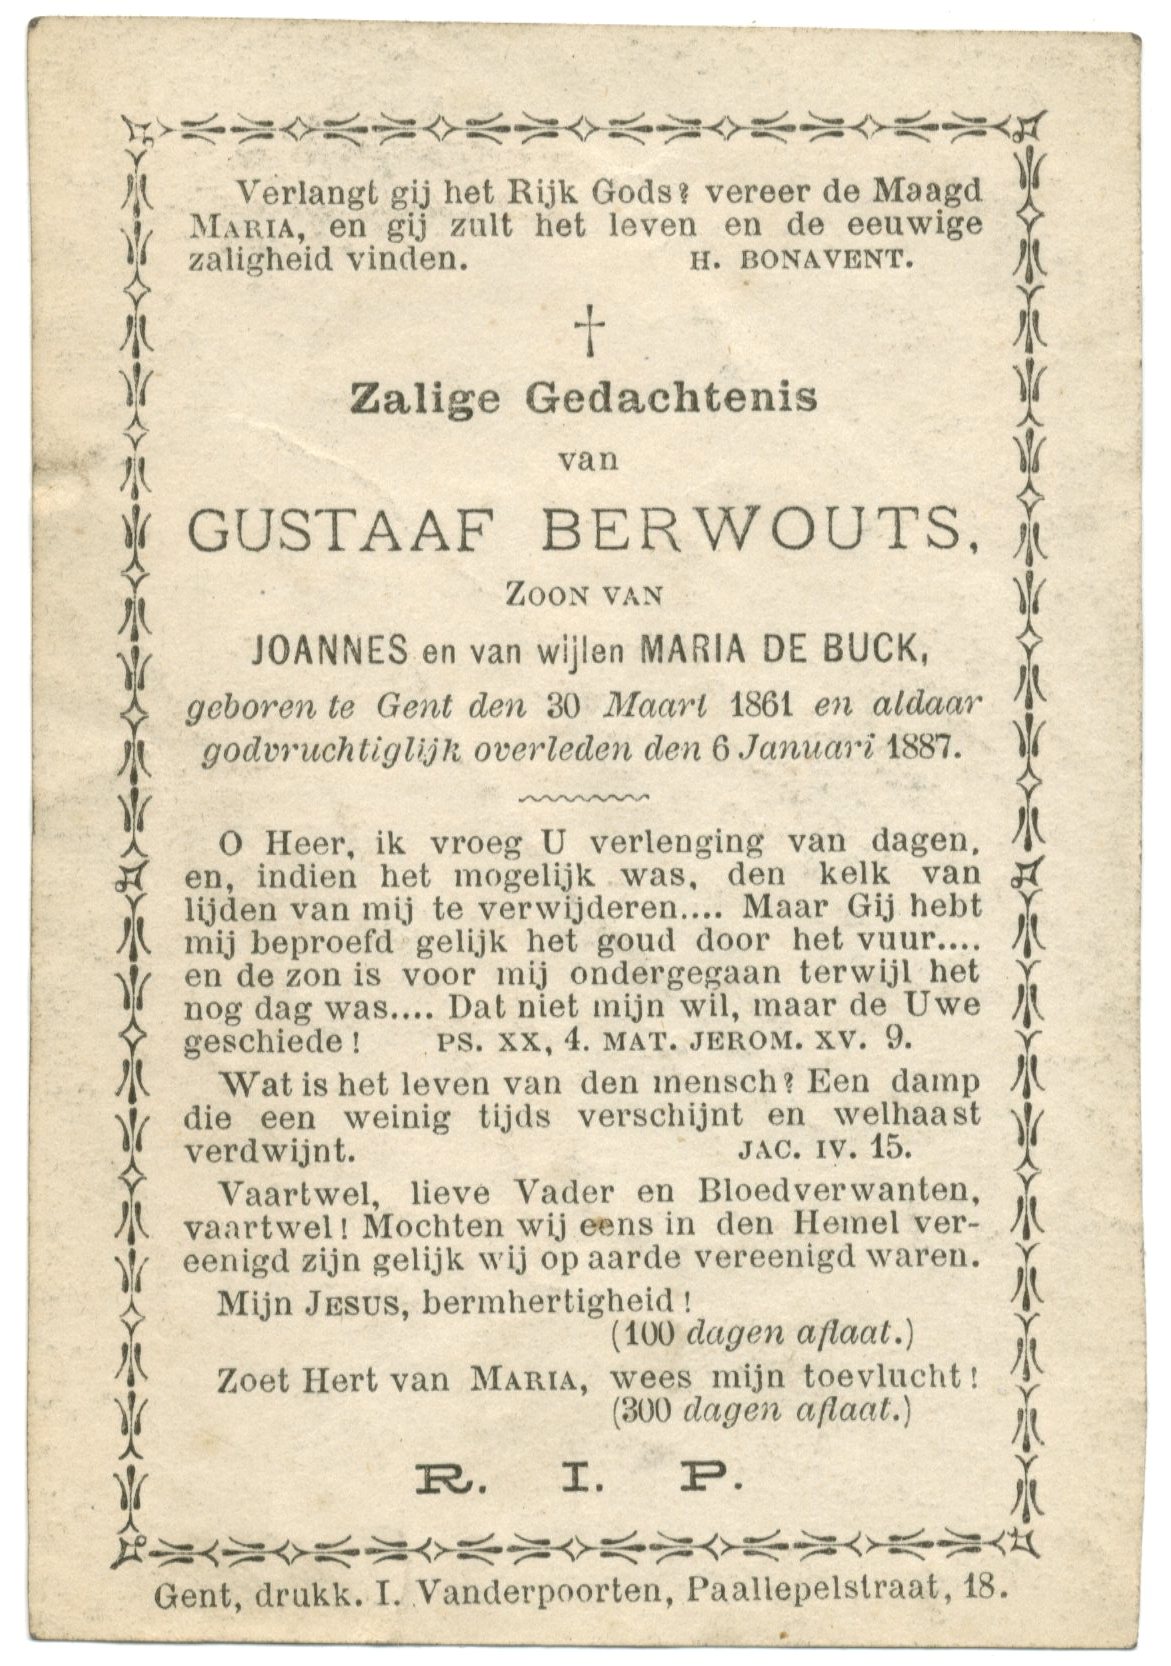 Verlangt gij het Rijk Gods? vereer de Maagd
MARIA, en gij zult het leven en de eeuwige
zaligheid vinden. H. BONAVENT.
†
Zalige Gedachtenis
van
GUSTAAF BERWOUTS,
ZOON VAN
JOANNES en van wijlen MARIA DE BUCK,
geboren te Gent den 30 Maart 1861 en aldaar
godvruchtiglijk overleden den 6 Januari 1887.
O Heer, ik vroeg U verlenging van dagen,
en, indien het mogelijk was, den kelk van
lijden van mij te verwijderen.... Maar Gij hebt
mij beproefd gelijk het goud door het vuur....
en de zon is voor mij ondergegaan terwijl het
nog dag was.... Dat niet mijn wil, maar de Uwe
geschiede! PS. XX, 4. MAT. JEROM. XV. 9.
Wat is het leven van den mensch? Een damp
die een weinig tijds verschijnt en welhaast
verdwijnt. JAC. IV. 15.
Vaartwel, lieve Vader en Bloedverwanten,
vaartwel! Mochten wij eens in den Hemel ver-
eenigd zijn gelijk wij op aarde vereenigd waren.
Mijn JESUS, bermhertigheid!
(100 dagen aflaat.)
Zoet Hert van MARIA, wees mijn toevlucht!
(300 dagen aflaat.)
R. I. P.
Gent, drukk. I. Vanderpoorten, Paallepelstraat, 18.